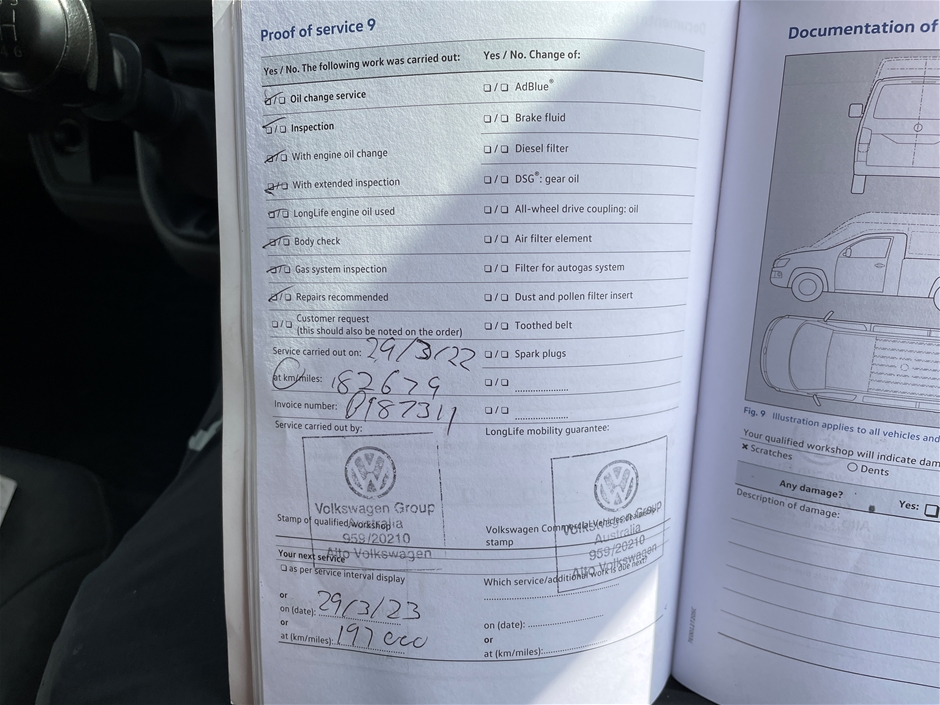 Proof of service 9
Yes / No. The following work was carried out:
☐/☐ Oil change service
☐/☐ Inspection
☐/☐ With engine oil change
☐/☐ With extended inspection
☐/☐ LongLife engine oil used
☐/☐ Body check
☐/☐ Gas system inspection
☐/☐ Repairs recommended
☐/☐ Customer request
(this should also be noted on the order)
Service carried out on: 29/3/22
at km/miles: 182679
Invoice number:
Service carried out by:
Volkswagen Group
Australia
959/20210
Alto Volkswagen
Stamp of qualified workshop
Your next service
☐ as per service interval display
or
on (date): 29/3/23
or
at (km/miles): 197 000
Yes / No. Change of:
☐/☐ AdBlue®
☐/☐ Brake fluid
☐/☐ Diesel filter
☐/☐ DSG®: gear oil
☐/☐ All-wheel drive coupling: oil
☐/☐ Air filter element
☐/☐ Filter for autogas system
☐/☐ Dust and pollen filter insert
☐/☐ Toothed belt
☐/☐ Spark plugs
☐/☐
☐/☐
LongLife mobility guarantee:
Volkswagen Group
Australia
959/20210
Alto Volkswagen
Volkswagen Commercial Vehicles
stamp
Which service/additional work is due next?
on (date):
or
at (km/miles):
Documentation of
Fig. 9 Illustration applies to all vehicles and
Your qualified workshop will indicate dam
× Scratches
○ Dents
Any damage?
Yes: ☐
Description of damage: